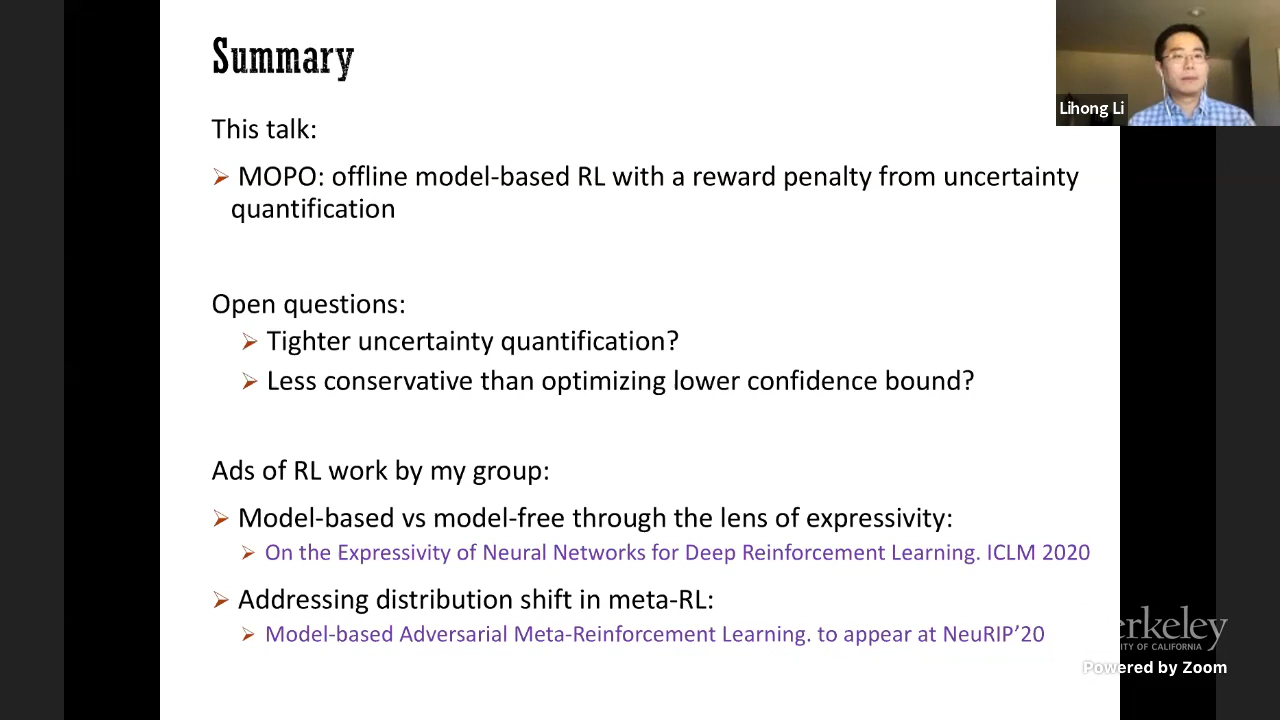 Summary
Lihong Li
This talk:
➢ MOPO: offline model-based RL with a reward penalty from uncertainty
quantification
Open questions:
➢ Tighter uncertainty quantification?
➢ Less conservative than optimizing lower confidence bound?
Ads of RL work by my group:
➢ Model-based vs model-free through the lens of expressivity:
➢ On the Expressivity of Neural Networks for Deep Reinforcement Learning. ICLM 2020
➢ Addressing distribution shift in meta-RL:
➢ Model-based Adversarial Meta-Reinforcement Learning. to appear at NeuRIP’20
erkeley
OF CALIFORNIA
Powered by Zoom